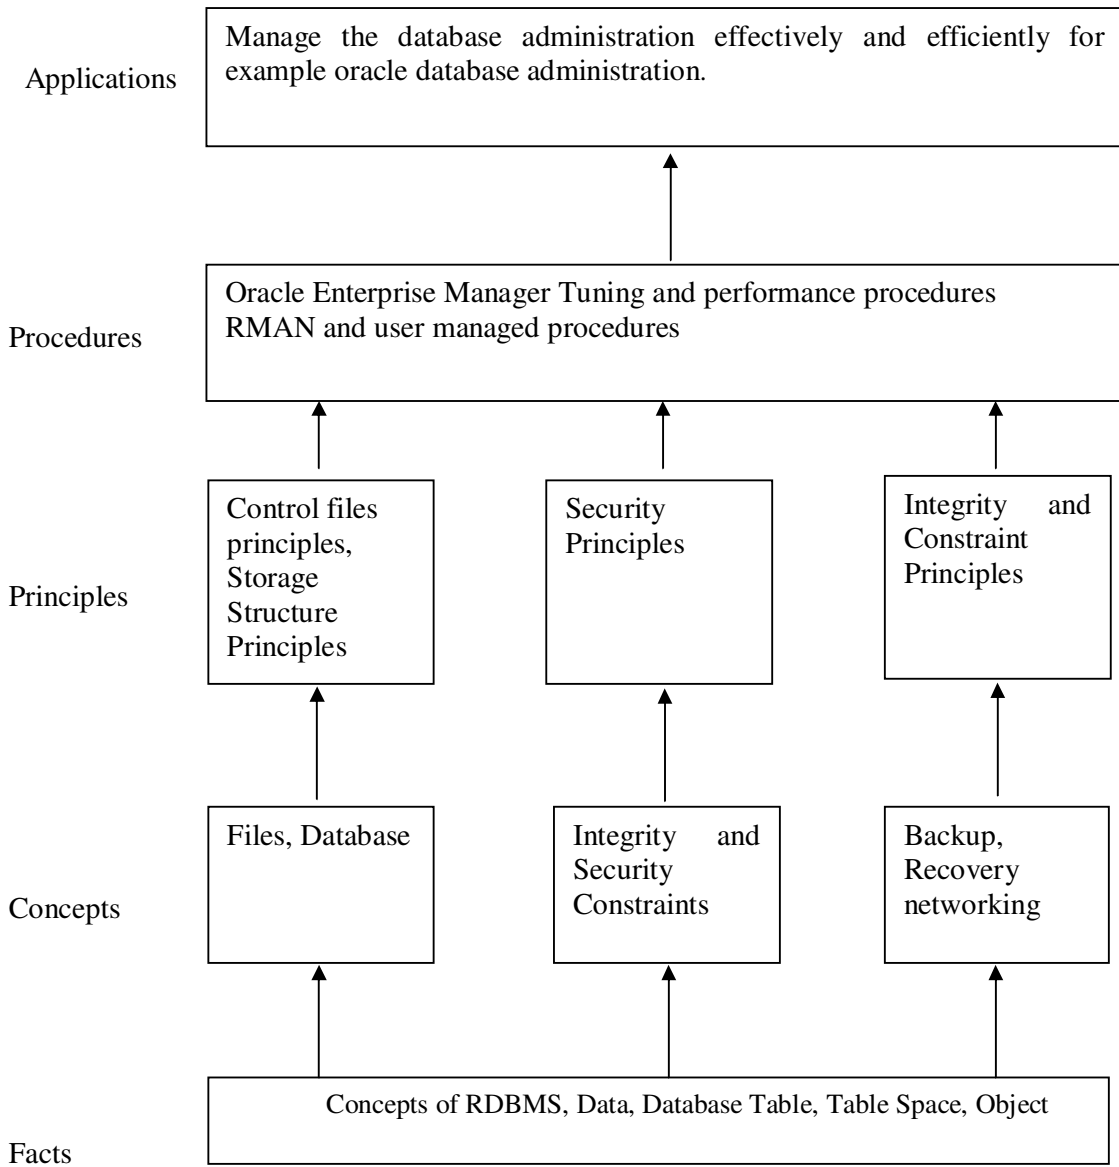 Applications
Manage the database administration effectively and efficiently for
example oracle database administration.
Procedures
Oracle Enterprise Manager Tuning and performance procedures
RMAN and user managed procedures
Principles
Control files
principles,
Storage
Structure
Principles
Security
Principles
Integrity and
Constraint
Principles
Concepts
Files, Database
Integrity and
Security
Constraints
Backup,
Recovery
networking
Facts
Concepts of RDBMS, Data, Database Table, Table Space, Object